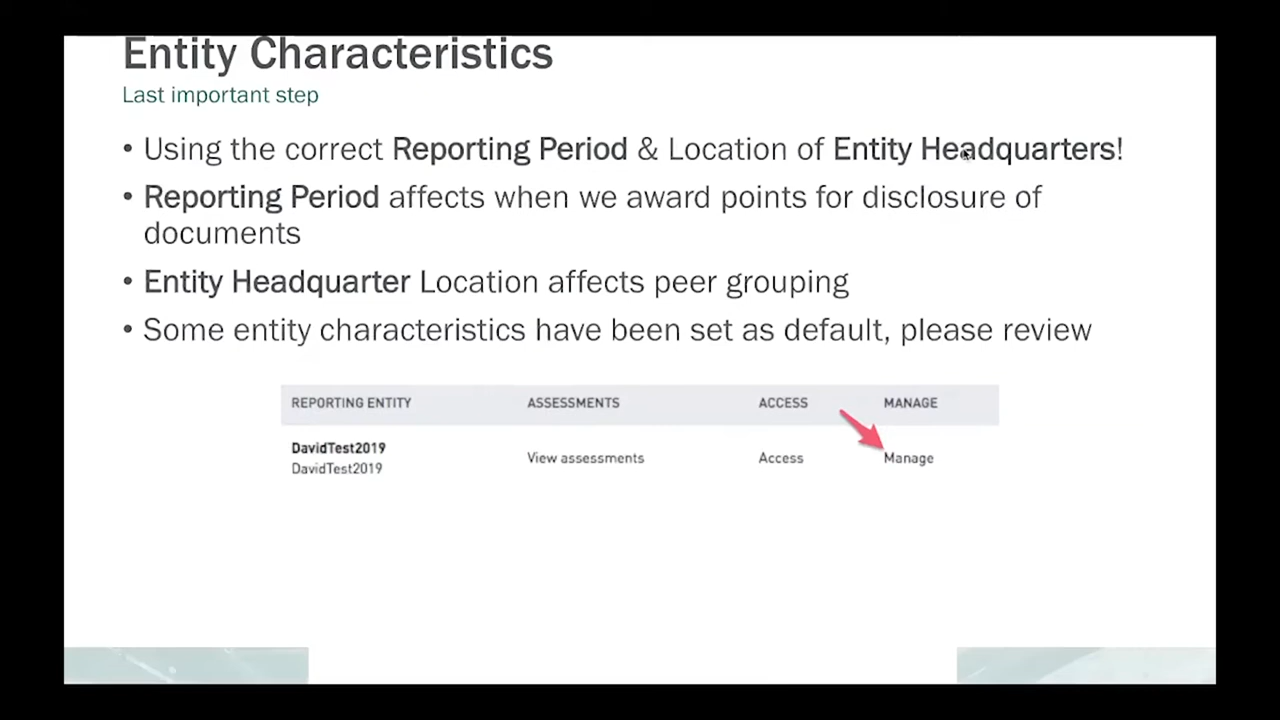 Entity Characteristics
Last important step
• Using the correct Reporting Period & Location of Entity Headquarters!
• Reporting Period affects when we award points for disclosure of
documents
• Entity Headquarter Location affects peer grouping
• Some entity characteristics have been set as default, please review
REPORTING ENTITY ASSESSMENTS ACCESS MANAGE
DavidTest2019
DavidTest2019 View assessments Access Manage